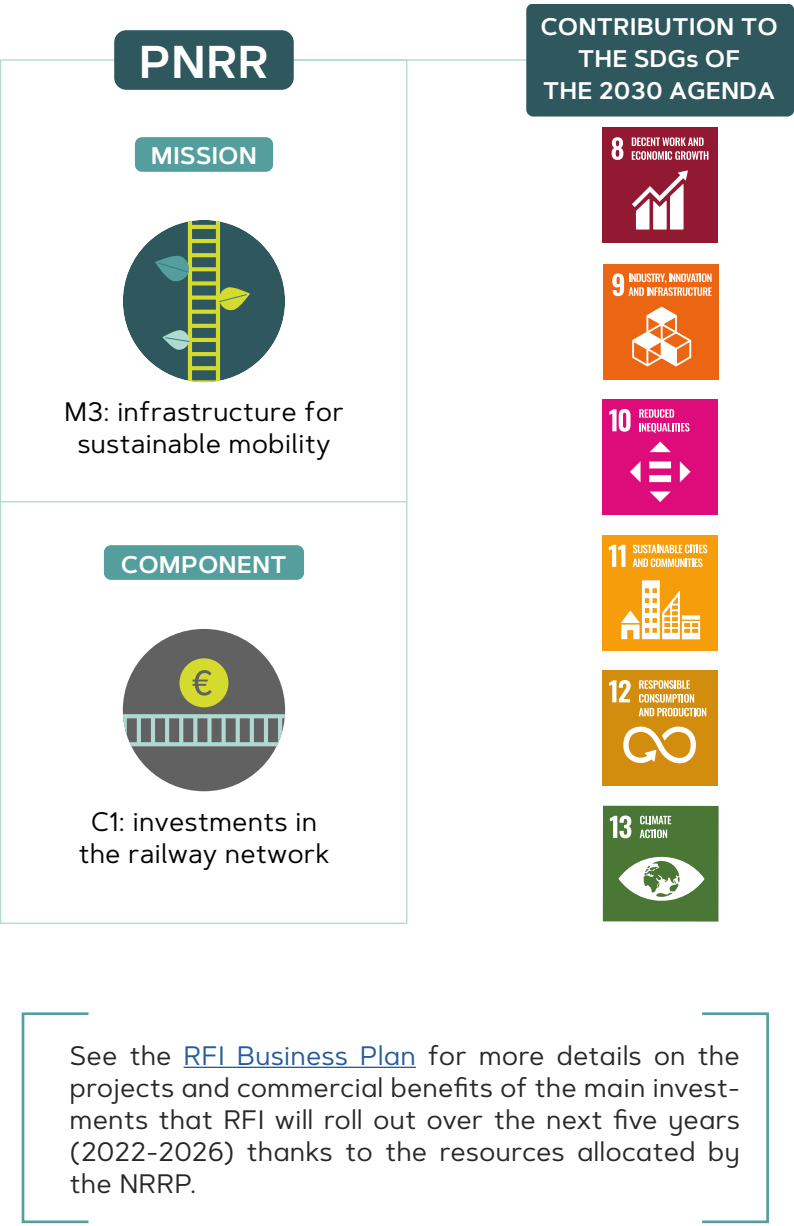 PNRR
MISSION
M3: infrastructure for
sustainable mobility
COMPONENT
€
C1: investments in
the railway network
CONTRIBUTION TO
THE SDGs OF
THE 2030 AGENDA
8 DECENT WORK AND
ECONOMIC GROWTH
9 INDUSTRY, INNOVATION
AND INFRASTRUCTURE
10 REDUCED
INEQUALITIES
11 SUSTAINABLE CITIES
AND COMMUNITIES
12 RESPONSIBLE
CONSUMPTION
AND PRODUCTION
13 CLIMATE
ACTION
See the RFI Business Plan for more details on the
projects and commercial benefits of the main invest-
ments that RFI will roll out over the next five years
(2022-2026) thanks to the resources allocated by
the NRRP.